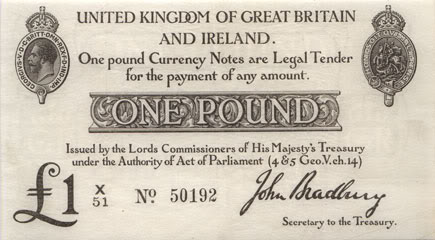 UNITED KINGDOM OF GREAT BRITAIN
AND IRELAND.
One pound Currency Notes are Legal Tender
for the payment of any amount.
ONE POUND
Issued by the Lords Commissioners of His Majesty's Treasury
under the Authority of Act of Parliament (4 & 5 Geo. V. ch. 14)
£1 X/51 No. 50192 John Bradbury
Secretary to the Treasury.